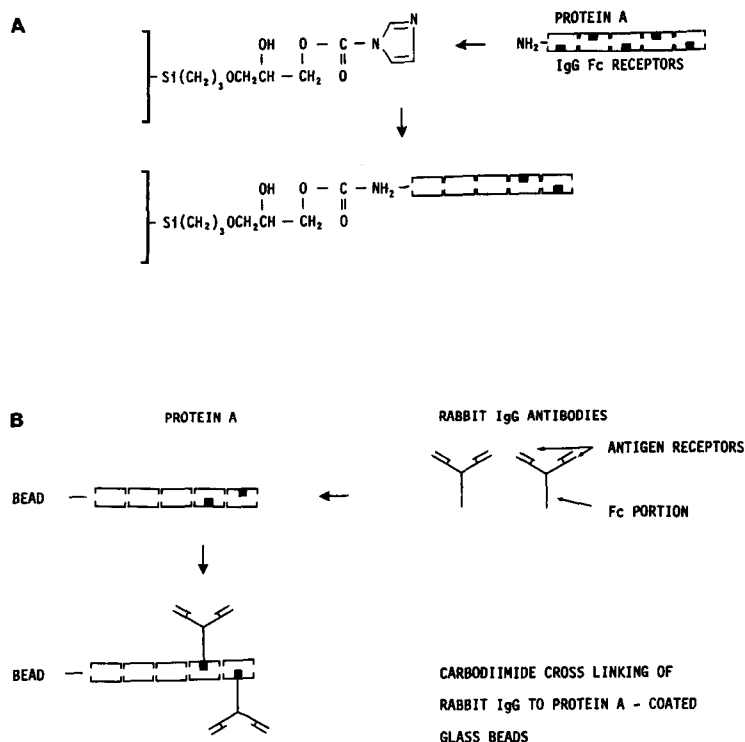 A
PROTEIN A
OH O — C — N N
NH₂—
-Si(CH₂)₃OCH₂CH — CH₂ O
IgG Fc RECEPTORS
OH O — C — NH₂ —
-Si(CH₂)₃OCH₂CH — CH₂ O
B
PROTEIN A
RABBIT IgG ANTIBODIES
ANTIGEN RECEPTORS
BEAD —
Fc PORTION
BEAD —
CARBODIIMIDE CROSS LINKING OF
RABBIT IgG TO PROTEIN A - COATED
GLASS BEADS